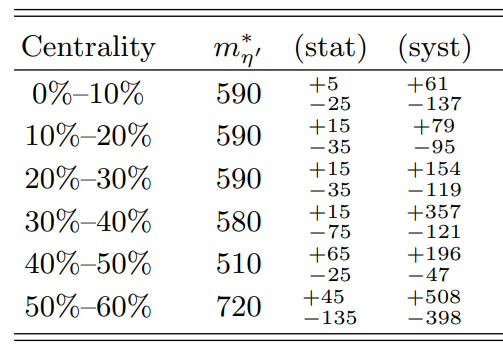 Centrality m*η′ (stat) (syst)
0%–10% 590 +5 −25 +61 −137
10%–20% 590 +15 −35 +79 −95
20%–30% 590 +15 −35 +154 −119
30%–40% 580 +15 −75 +357 −121
40%–50% 510 +65 −25 +196 −47
50%–60% 720 +45 −135 +508 −398